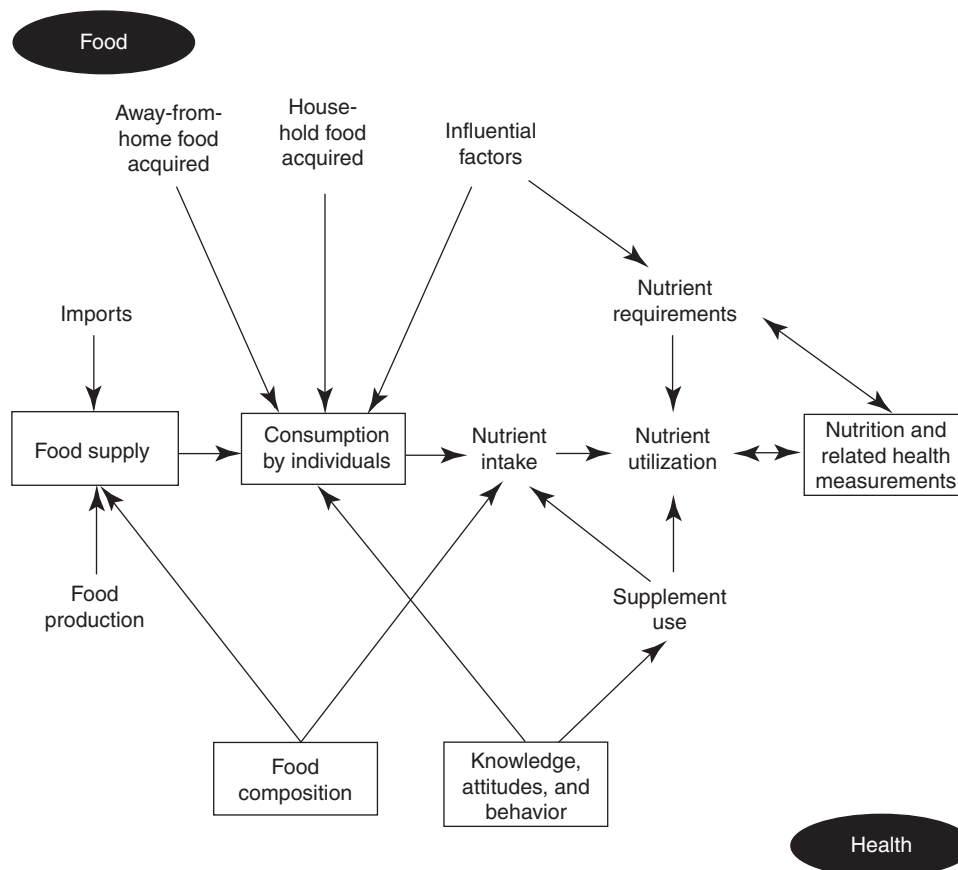 Food
Away-from-
home food
acquired
House-
hold food
acquired
Influential
factors
Nutrient
requirements
Imports
Food supply
Consumption
by individuals
Nutrient
intake
Nutrient
utilization
Nutrition and
related health
measurements
Food
production
Supplement
use
Food
composition
Knowledge,
attitudes, and
behavior
Health